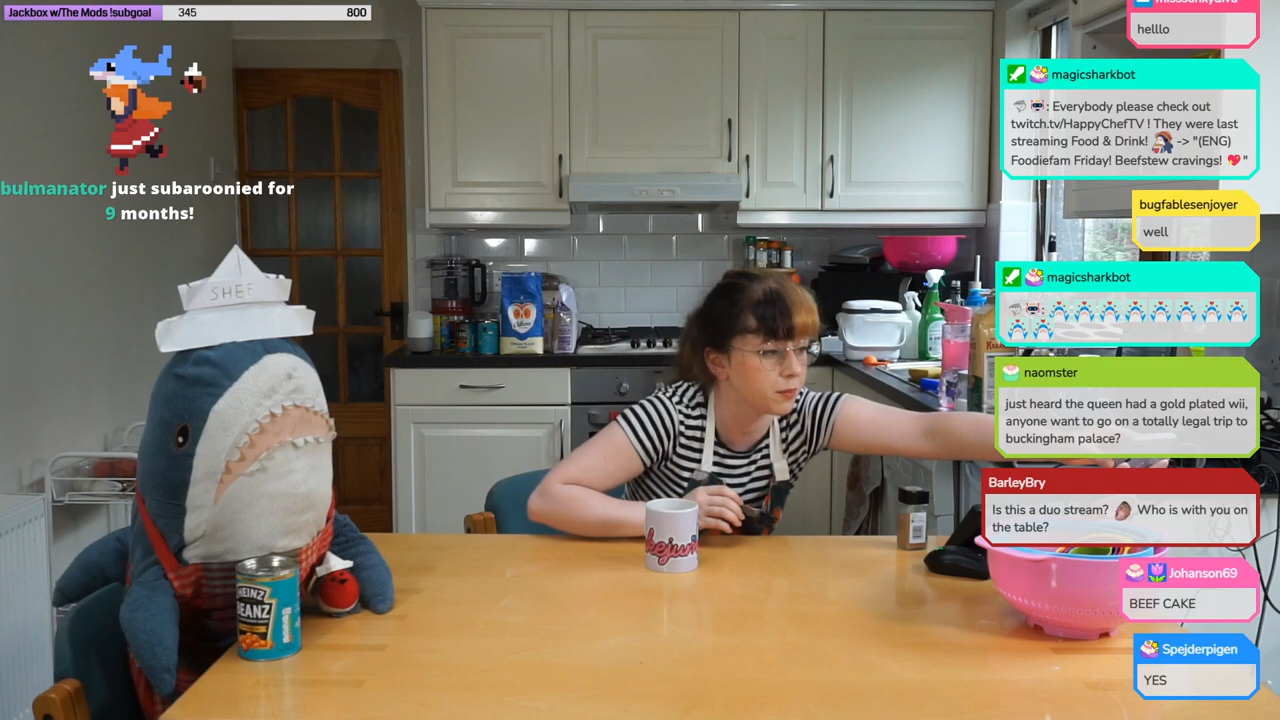 Jackbox w/The Mods !subgoal 345 800
bulmanator just subaroonied for
9 months!
SHEF
HEINZ
BEANZ
kejun
helllo
magicsharkbot
: Everybody please check out
twitch.tv/HappyChefTV ! They were last
streaming Food & Drink! -> "(ENG)
Foodiefam Friday! Beefstew cravings! "
bugfablesenjoyer
well
magicsharkbot
:
naomster
just heard the queen had a gold plated wii,
anyone want to go on a totally legal trip to
buckingham palace?
BarleyBry
Is this a duo stream? Who is with you on
the table?
Johanson69
BEEF CAKE
Spejderpigen
YES